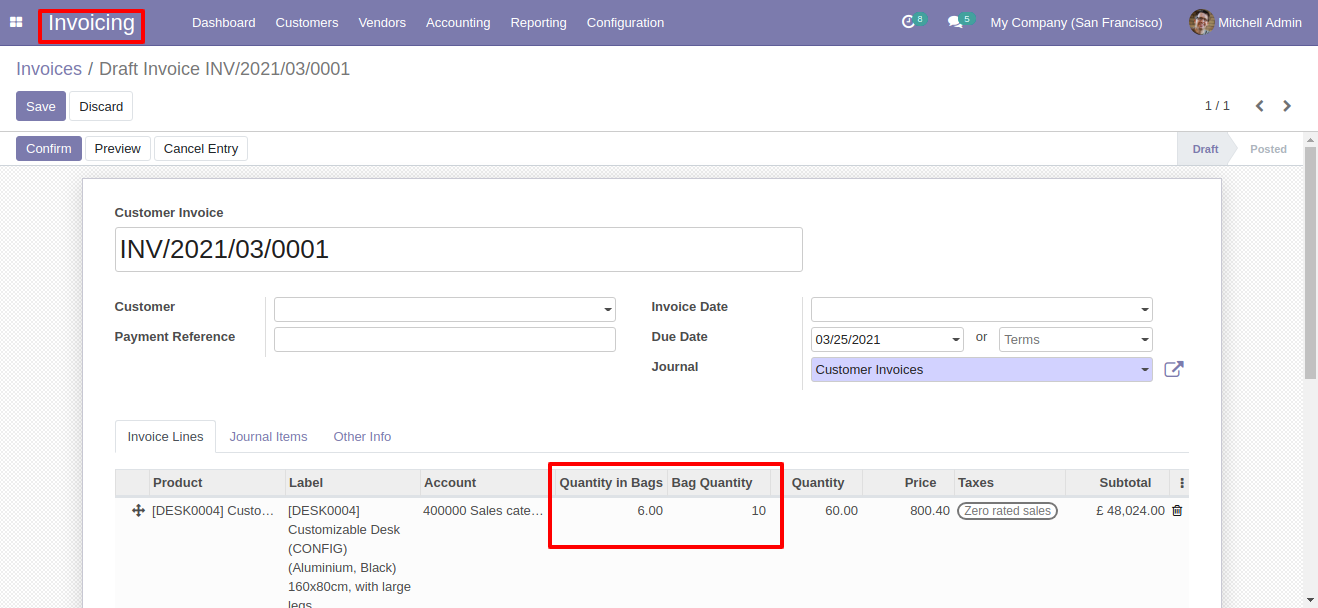 Invoicing Dashboard Customers Vendors Accounting Reporting Configuration 8 5 My Company (San Francisco) Mitchell Admin
Invoices / Draft Invoice INV/2021/03/0001
Save Discard 1 / 1
Confirm Preview Cancel Entry Draft Posted
Customer Invoice
INV/2021/03/0001
Customer Invoice Date
Payment Reference Due Date 03/25/2021 or Terms
Journal Customer Invoices
Invoice Lines Journal Items Other Info
Product Label Account Quantity in Bags Bag Quantity Quantity Price Taxes Subtotal
[DESK0004] Custo… [DESK0004] 400000 Sales cate… 6.00 10 60.00 800.40 Zero rated sales £ 48,024.00
Customizable Desk
(CONFIG)
(Aluminium, Black)
160x80cm, with large
legs